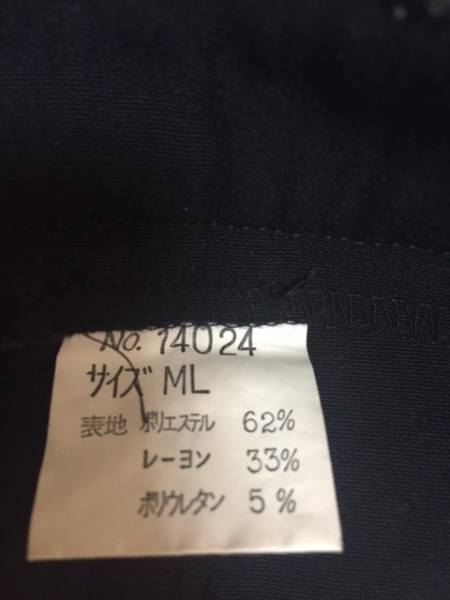 No. 14024
サイズ ML
表地 ポリエステル 62%
レーヨン 33%
ポリウレタン 5%